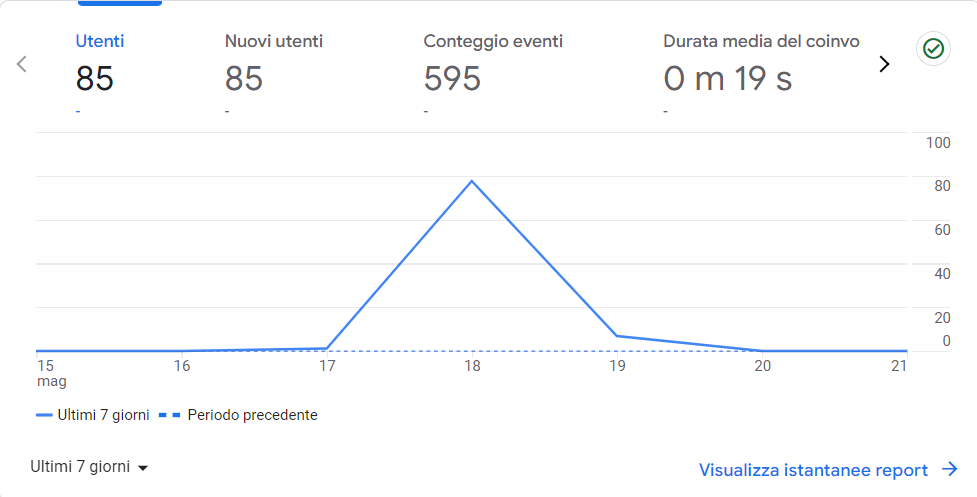 Utenti
85
-
Nuovi utenti
85
-
Conteggio eventi
595
-
Durata media del coinvo
0 m 19 s
-
100
80
60
40
20
0
15 16 17 18 19 20 21
mag
Ultimi 7 giorni Periodo precedente
Ultimi 7 giorni
Visualizza istantanee report